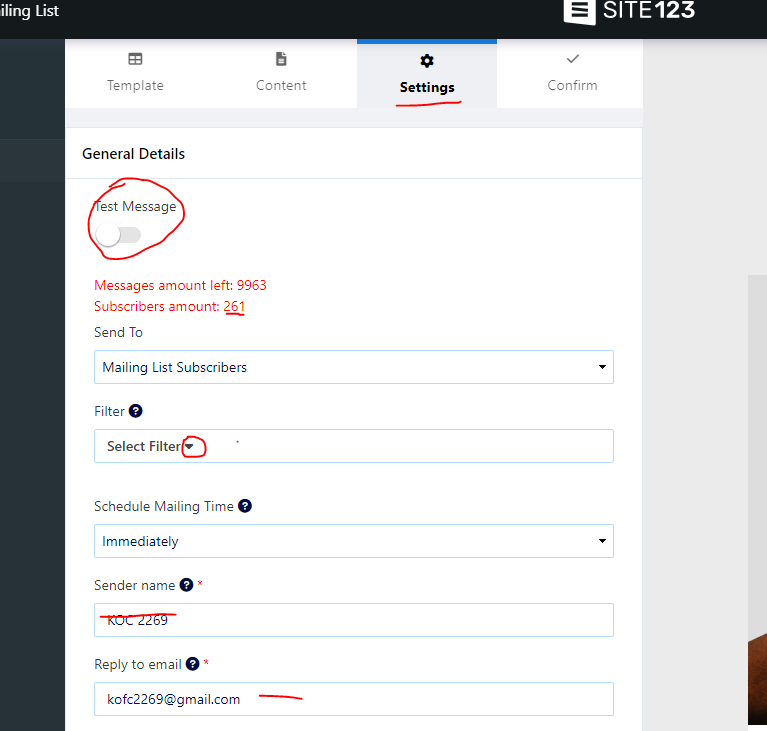 iling List
SITE123
Template
Content
Settings
Confirm
General Details
Test Message
Messages amount left: 9963
Subscribers amount: 261
Send To
Mailing List Subscribers
Filter ?
Select Filter
Schedule Mailing Time ?
Immediately
Sender name ? *
KOC 2269
Reply to email ? *
kofc2269@gmail.com